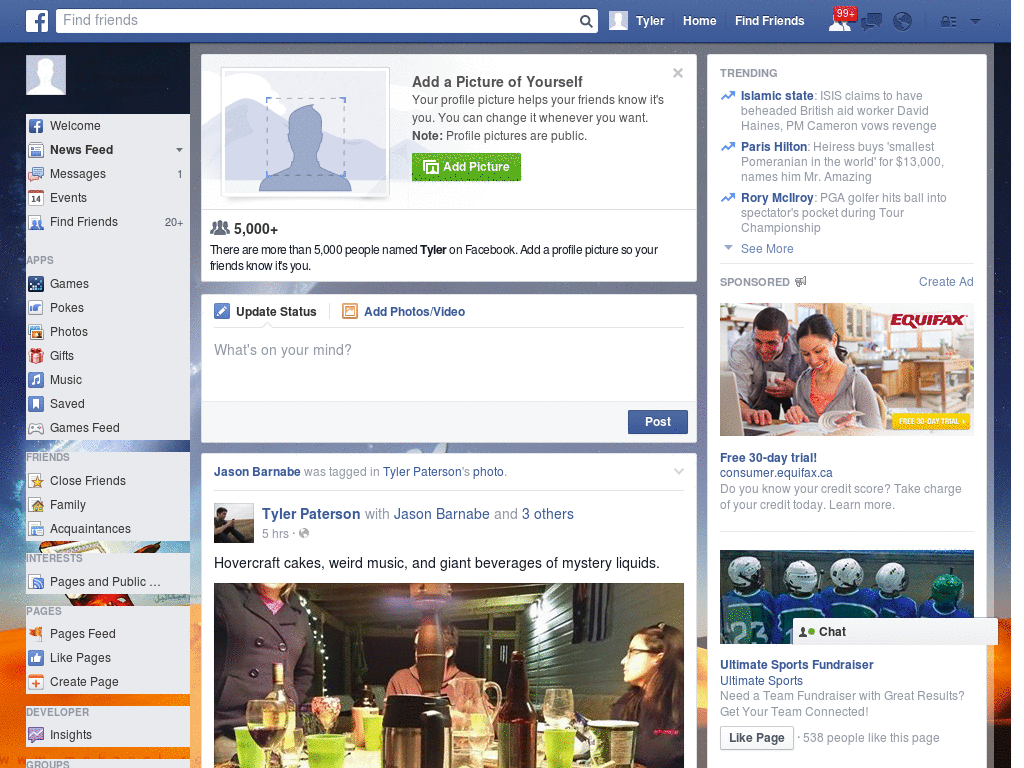 Find friends
Tyler
Home
Find Friends
99+
Welcome
News Feed
Messages
1
14
Events
Find Friends
20+
APPS
Games
Pokes
Photos
Gifts
Music
Saved
Games Feed
FRIENDS
Close Friends
Family
Acquaintances
INTERESTS
Pages and Public ...
PAGES
Pages Feed
Like Pages
Create Page
DEVELOPER
Insights
GROUPS
Add a Picture of Yourself
Your profile picture helps your friends know it's
you. You can change it whenever you want.
Note: Profile pictures are public.
Add Picture
5,000+
There are more than 5,000 people named Tyler on Facebook. Add a profile picture so your
friends know it's you.
Update Status
Add Photos/Video
What's on your mind?
Post
Jason Barnabe was tagged in Tyler Paterson's photo.
Tyler Paterson with Jason Barnabe and 3 others
5 hrs ·
Hovercraft cakes, weird music, and giant beverages of mystery liquids.
TRENDING
Islamic state: ISIS claims to have
beheaded British aid worker David
Haines, PM Cameron vows revenge
Paris Hilton: Heiress buys 'smallest
Pomeranian in the world' for $13,000,
names him Mr. Amazing
Rory McIlroy: PGA golfer hits ball into
spectator's pocket during Tour
Championship
See More
SPONSORED
Create Ad
EQUIFAX
FREE 30-DAY TRIAL
Free 30-day trial!
consumer.equifax.ca
Do you know your credit score? Take charge
of your credit today. Learn more.
23
Chat
Ultimate Sports Fundraiser
Ultimate Sports
Need a Team Fundraiser with Great Results?
Get Your Team Connected!
Like Page
· 538 people like this page